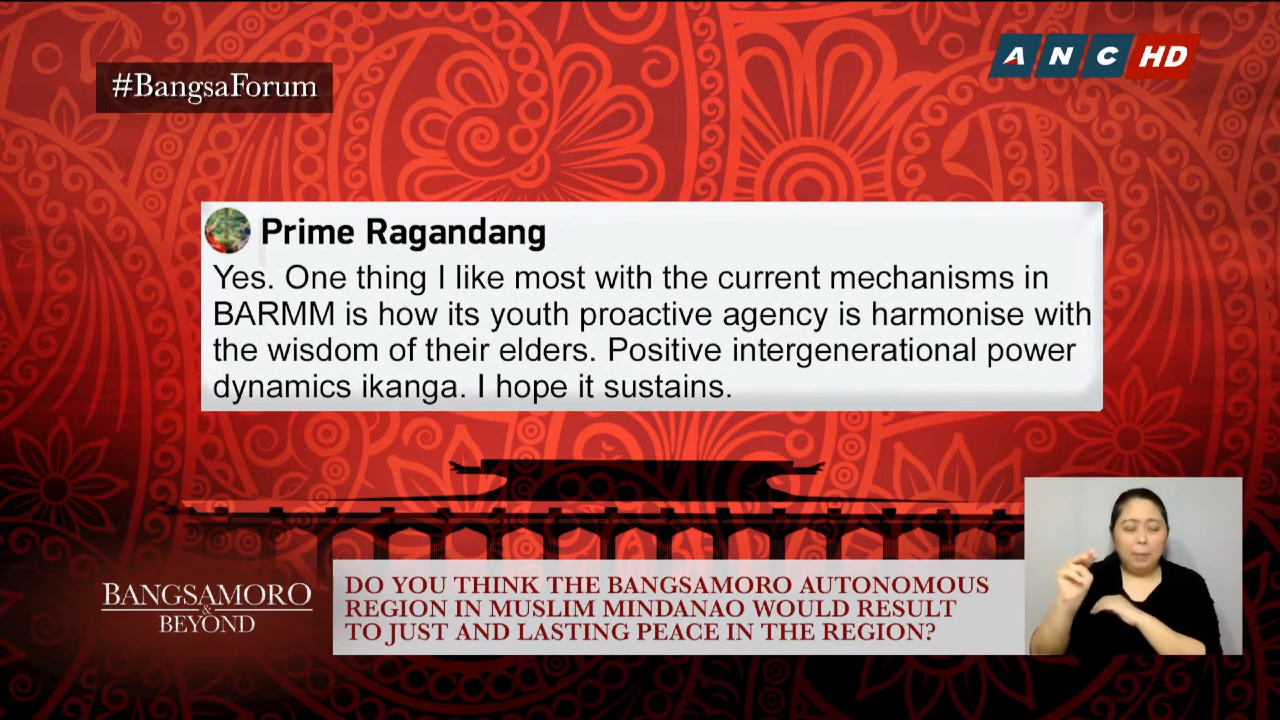 #BangsaForum
ANC HD
Prime Ragandang
Yes. One thing I like most with the current mechanisms in
BARMM is how its youth proactive agency is harmonise with
the wisdom of their elders. Positive intergenerational power
dynamics ikanga. I hope it sustains.
BANGSAMORO
&
BEYOND
DO YOU THINK THE BANGSAMORO AUTONOMOUS
REGION IN MUSLIM MINDANAO WOULD RESULT
TO JUST AND LASTING PEACE IN THE REGION?